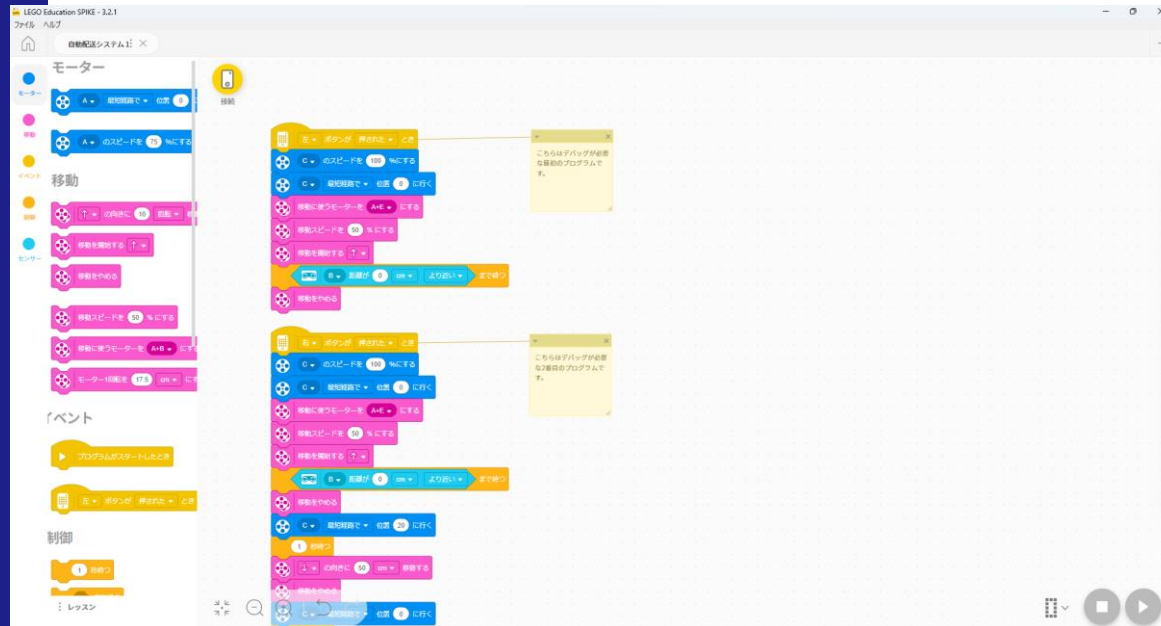 LEGO Education SPIKE - 3.2.1
ファイル ヘルプ
自動配送システム1:
モーター
移動
イベント
制御
センサー
モーター
A 最短経路で 位置 0
A のスピードを 75 %にする
移動
の向きに 10 回転
移動を開始する
移動をやめる
移動スピードを 50 %にする
移動に使うモーターを A+B にす
モーター1回転を 17.5 cm にす
イベント
プログラムがスタートしたとき
左 ボタンが 押された とき
制御
1 秒待つ
レッスン
接続
左 ボタンが 押された とき
C のスピードを 100 %にする
C 最短経路で 位置 0 に行く
移動に使うモーターを A+E にする
移動スピードを 50 %にする
移動を開始する
B 距離が 0 cm より近い まで待つ
移動をやめる
こちらはデバッグが必要
な最初のプログラムで
す。
右 ボタンが 押された とき
C のスピードを 100 %にする
C 最短経路で 位置 0 に行く
移動に使うモーターを A+E にする
移動スピードを 50 %にする
移動を開始する
B 距離が 0 cm より近い まで待つ
移動をやめる
C 最短経路で 位置 20 に行く
1 秒待つ
の向きに 50 cm 移動する
移動をやめる
C 最短経路で 位置 0 に行く
こちらはデバッグが必要
な2番目のプログラムで
す。